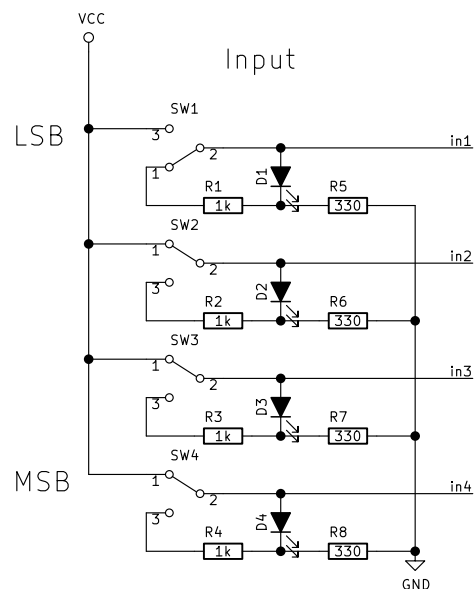 VCC
Input
SW1
LSB
3
in1
2
1
D1
R1
R5
1k
330
SW2
1
in2
2
3
D2
R2
R6
1k
330
SW3
1
in3
2
3
D3
R3
R7
1k
330
SW4
MSB
1
in4
2
3
D4
R4
R8
1k
330
GND